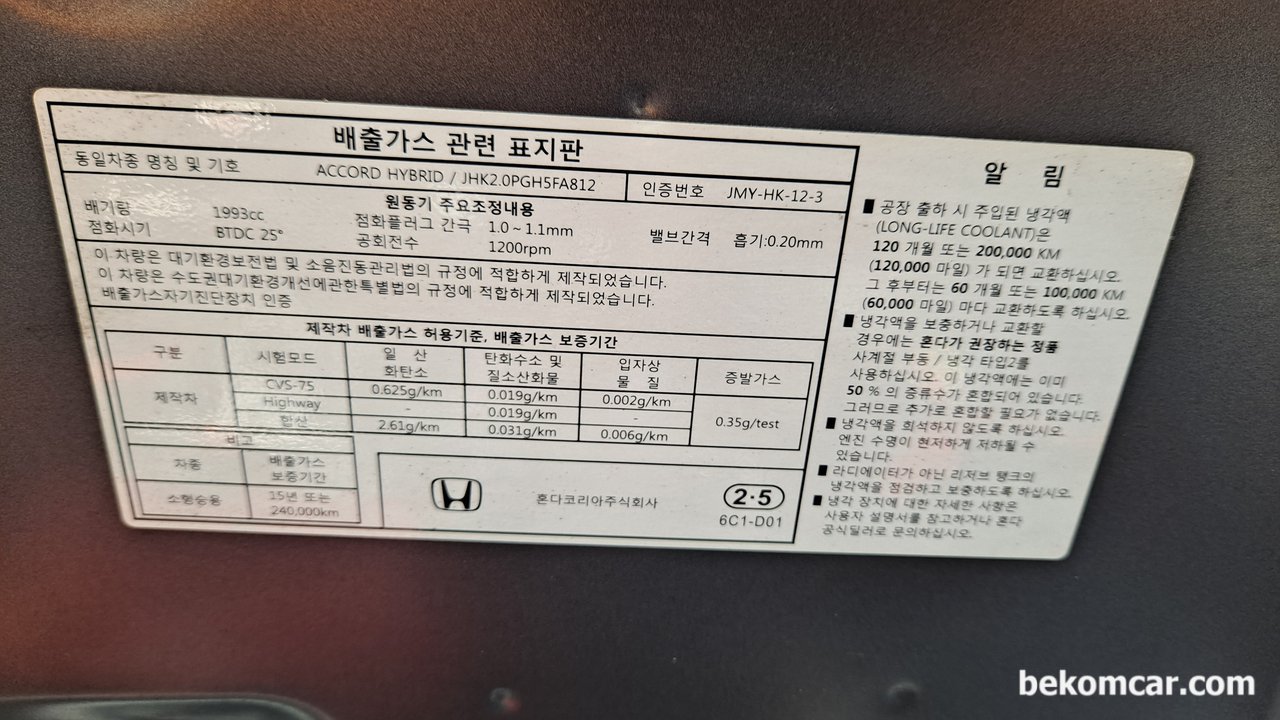 배출가스 관련 표지판
동일차종 명칭 및 기호 ACCORD HYBRID / JHK2.0PGH5FA812 인증번호 JMY-HK-12-3
원동기 주요조정내용
배기량 1993cc 점화플러그 간극 1.0~1.1mm 밸브간격 흡기:0.20mm
점화시기 BTDC 25° 공회전수 1200rpm
이 차량은 대기환경보전법 및 소음진동관리법의 규정에 적합하게 제작되었습니다.
이 차량은 수도권대기환경개선에관한특별법의 규정에 적합하게 제작되었습니다.
배출가스자기진단장치 인증
제작차 배출가스 허용기준, 배출가스 보증기간
구분 시험모드 일 산화탄소 탄화수소 및 질소산화물 입자상 물 질 증발가스
제작차 CVS-75 0.625g/km 0.019g/km 0.002g/km 0.35g/test
Highway - 0.019g/km -
합산 2.61g/km 0.031g/km 0.006g/km
비고
차종 배출가스 보증기간
소형승용 15년 또는 240,000km
혼다코리아주식회사
2·5
6C1-D01
알 림
■ 공장 출하 시 주입된 냉각액
(LONG-LIFE COOLANT)은
120 개월 또는 200,000 KM
(120,000 마일) 가 되면 교환하십시오.
그 후부터는 60 개월 또는 100,000 KM
(60,000 마일) 마다 교환하도록 하십시오.
■ 냉각액을 보충하거나 교환할
경우에는 혼다가 권장하는 정품
사계절 부동 / 냉각 타입2를
사용하십시오. 이 냉각액에는 이미
50 % 의 증류수가 혼합되어 있습니다.
그러므로 추가로 혼합할 필요가 없습니다.
■ 냉각액을 희석하지 않도록 하십시오.
엔진 수명이 현저하게 저하될 수
있습니다.
■ 라디에이터가 아닌 리저브 탱크의
냉각액을 점검하고 보충하도록 하십시오.
■ 냉각 장치에 대한 자세한 사항은
사용자 설명서를 참고하거나 혼다
공식딜러로 문의하십시오.
bekomcar.com